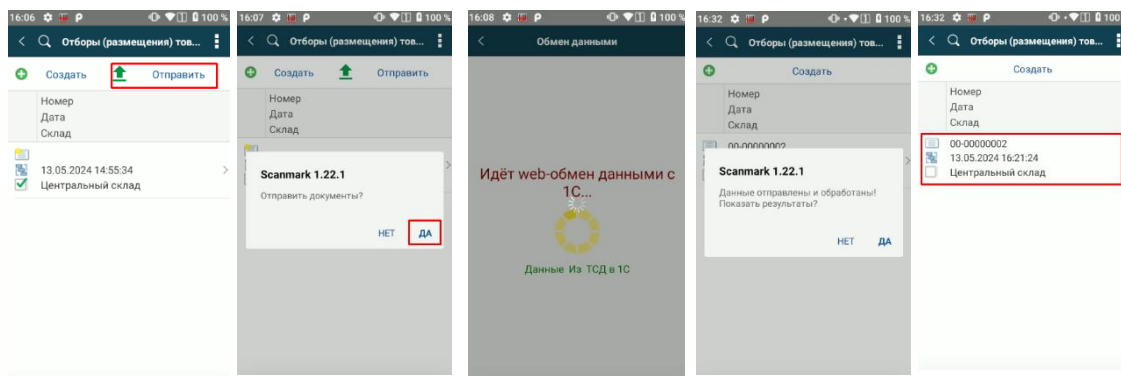 16:06 100 %
Отборы (размещения) тов...
Создать Отправить
Номер
Дата
Склад
13.05.2024 14:55:34
Центральный склад
16:07 100 %
Отборы (размещения) тов...
Создать Отправить
Номер
Дата
Склад
Scanmark 1.22.1
Отправить документы?
НЕТ ДА
16:08 100 %
Обмен данными
Идёт web-обмен данными с
1С...
Данные Из ТСД в 1С
16:32 100 %
Отборы (размещения) тов...
Создать
Номер
Дата
Склад
00-00000002
Scanmark 1.22.1
Данные отправлены и обработаны!
Показать результаты?
НЕТ ДА
16:32 100
Отборы (размещения) тов...
Создать
Номер
Дата
Склад
00-00000002
13.05.2024 16:21:24
Центральный склад